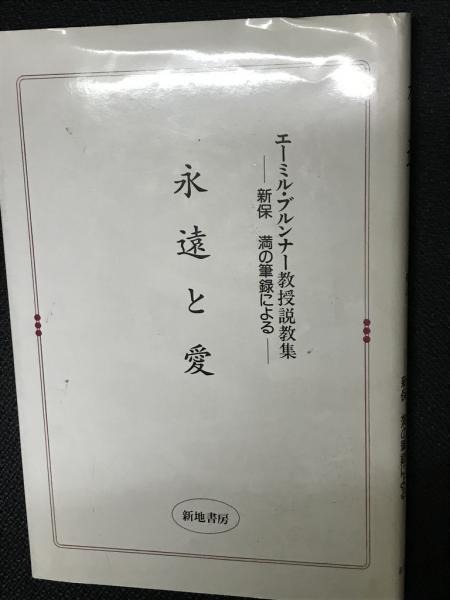 エーミル・ブルンナー教授説教集
――新保 満の筆録による――
永遠と愛
新地書房